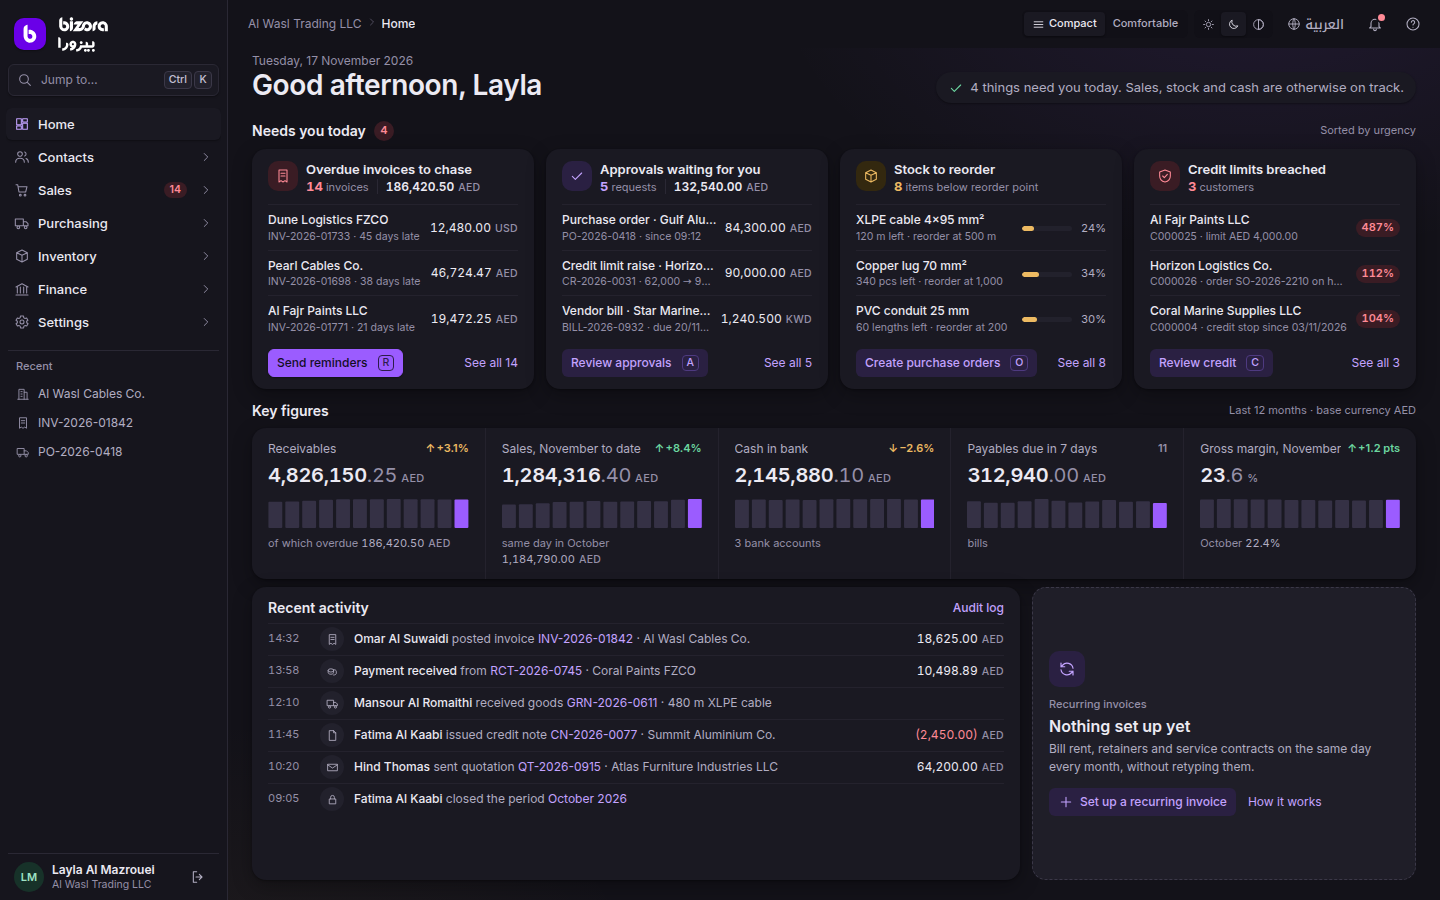 bizora
بيزورا
Jump to... Ctrl K
Home
Contacts
Sales 14
Purchasing
Inventory
Finance
Settings
Recent
Al Wasl Cables Co.
INV-2026-01842
PO-2026-0418
LM
Layla Al Mazrouei
Al Wasl Trading LLC
Al Wasl Trading LLC Home
Compact Comfortable
العربية
Tuesday, 17 November 2026
Good afternoon, Layla
4 things need you today. Sales, stock and cash are otherwise on track.
Needs you today 4
Sorted by urgency
Overdue invoices to chase
14 invoices 186,420.50 AED
Dune Logistics FZCO
INV-2026-01733 · 45 days late
12,480.00 USD
Pearl Cables Co.
INV-2026-01698 · 38 days late
46,724.47 AED
Al Fajr Paints LLC
INV-2026-01771 · 21 days late
19,472.25 AED
Send reminders R
See all 14
Approvals waiting for you
5 requests 132,540.00 AED
Purchase order · Gulf Alu...
PO-2026-0418 · since 09:12
84,300.00 AED
Credit limit raise · Horizo...
CR-2026-0031 · 62,000 → 9...
90,000.00 AED
Vendor bill · Star Marine...
BILL-2026-0932 · due 20/11...
1,240.500 KWD
Review approvals A
See all 5
Stock to reorder
8 items below reorder point
XLPE cable 4×95 mm²
120 m left · reorder at 500 m
24%
Copper lug 70 mm²
340 pcs left · reorder at 1,000
34%
PVC conduit 25 mm
60 lengths left · reorder at 200
30%
Create purchase orders O
See all 8
Credit limits breached
3 customers
Al Fajr Paints LLC
C000025 · limit AED 4,000.00
487%
Horizon Logistics Co.
C000026 · order SO-2026-2210 on h...
112%
Coral Marine Supplies LLC
C000004 · credit stop since 03/11/2026
104%
Review credit C
See all 3
Key figures
Last 12 months · base currency AED
Receivables ↑+3.1%
4,826,150.25 AED
of which overdue 186,420.50 AED
Sales, November to date ↑+8.4%
1,284,316.40 AED
same day in October
1,184,790.00 AED
Cash in bank ↓−2.6%
2,145,880.10 AED
3 bank accounts
Payables due in 7 days 11
312,940.00 AED
bills
Gross margin, November ↑+1.2 pts
23.6 %
October 22.4%
Recent activity
Audit log
14:32 Omar Al Suwaidi posted invoice INV-2026-01842 · Al Wasl Cables Co. 18,625.00 AED
13:58 Payment received from RCT-2026-0745 · Coral Paints FZCO 10,498.89 AED
12:10 Mansour Al Romaithi received goods GRN-2026-0611 · 480 m XLPE cable
11:45 Fatima Al Kaabi issued credit note CN-2026-0077 · Summit Aluminium Co. (2,450.00) AED
10:20 Hind Thomas sent quotation QT-2026-0915 · Atlas Furniture Industries LLC 64,200.00 AED
09:05 Fatima Al Kaabi closed the period October 2026
Recurring invoices
Nothing set up yet
Bill rent, retainers and service contracts on the same day
every month, without retyping them.
Set up a recurring invoice
How it works